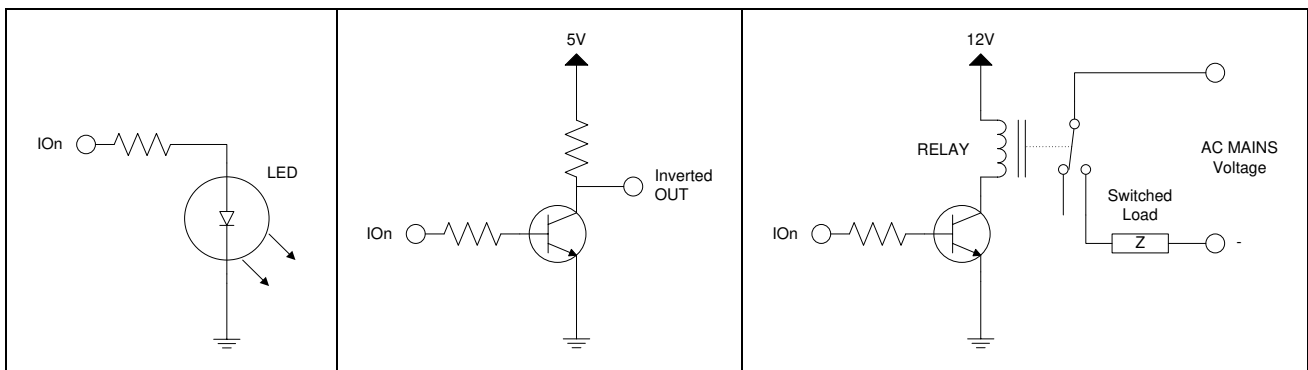 IOn
LED
5V
IOn
Inverted
OUT
12V
RELAY
IOn
AC MAINS
Voltage
Switched
Load
Z
-